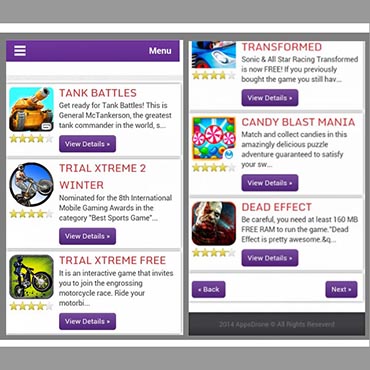 Menu
TANK BATTLES
Get ready for Tank Battles! This is
General McTankerson, the greatest
tank commander in the world, s...
View Details »
TRIAL XTREME 2
WINTER
Nominated for the 8th International
Mobile Gaming Awards in the
category "Best Sports Game"...
View Details »
TRIAL XTREME FREE
It is an interactive game that invites
you to join the engrossing
motorcycle race. Ride your
motorbi...
View Details »
TRANSFORMED
Sonic & All Star Racing Transformed
is now FREE! If you previously
bought the game you still hav...
View Details »
CANDY BLAST MANIA
Match and collect candies in this
amazingly delicious puzzle
adventure guaranteed to satisfy
your sw...
View Details »
DEAD EFFECT
Be careful, you need at least 160 MB
FREE RAM to run the game."Dead
Effect is pretty awesome.&q...
View Details »
« Back
Next »
2014 AppsDrone © All Rights Reseverd